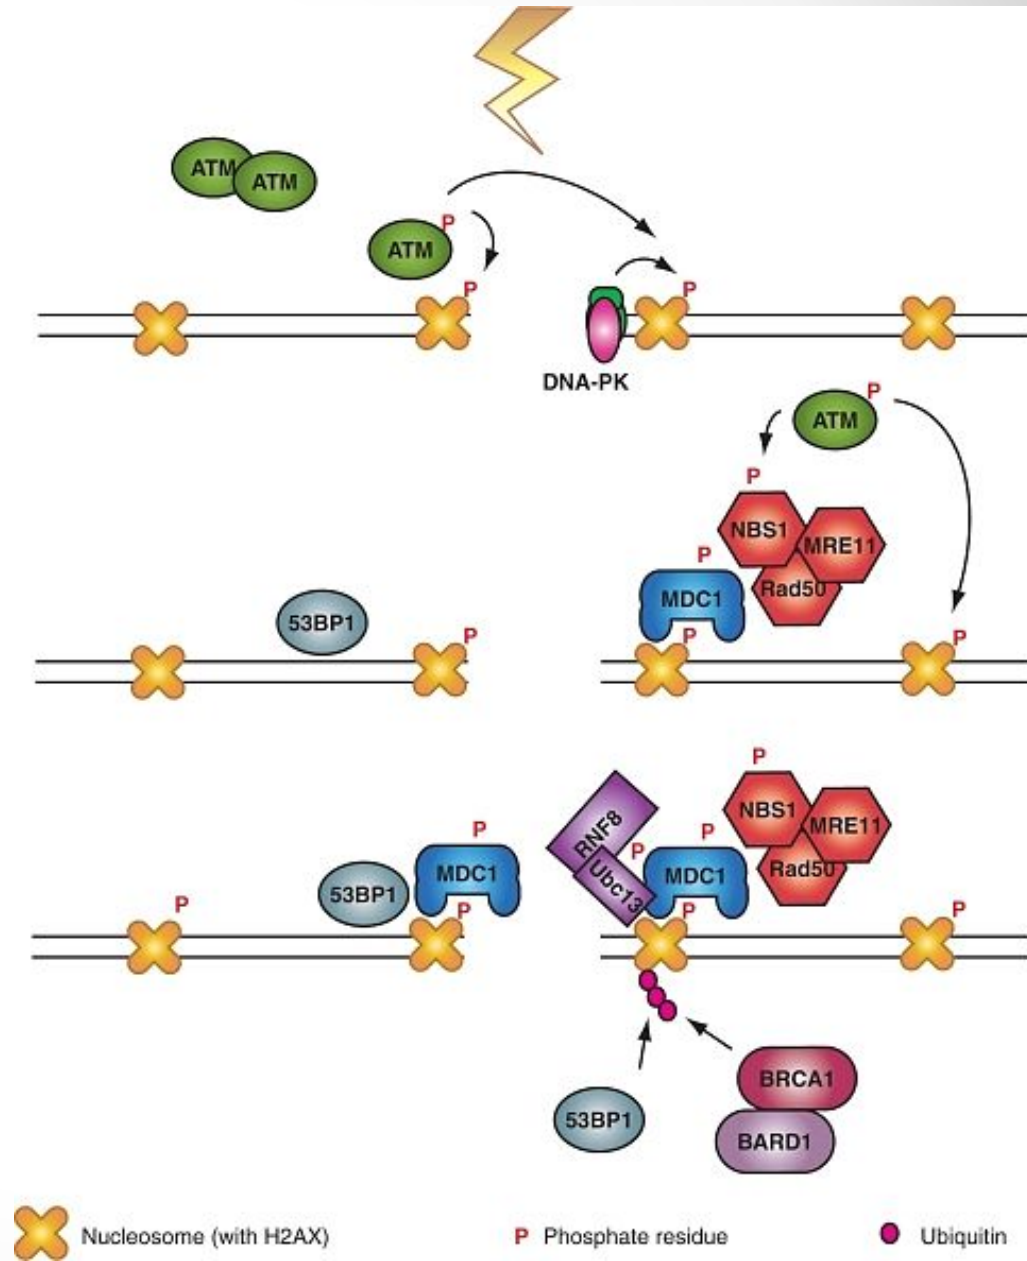 ATM
ATM
P
ATM
P
P
DNA-PK
P
ATM
P
NBS1
MRE11
P
Rad50
MDC1
53BP1
P
P
P
P
P
NBS1
P
P
MRE11
RNF8
P
MDC1
Rad50
53BP1
Ubc13
MDC1
P
P
P
P
BRCA1
53BP1
BARD1
Nucleosome (with H2AX)
P Phosphate residue
Ubiquitin